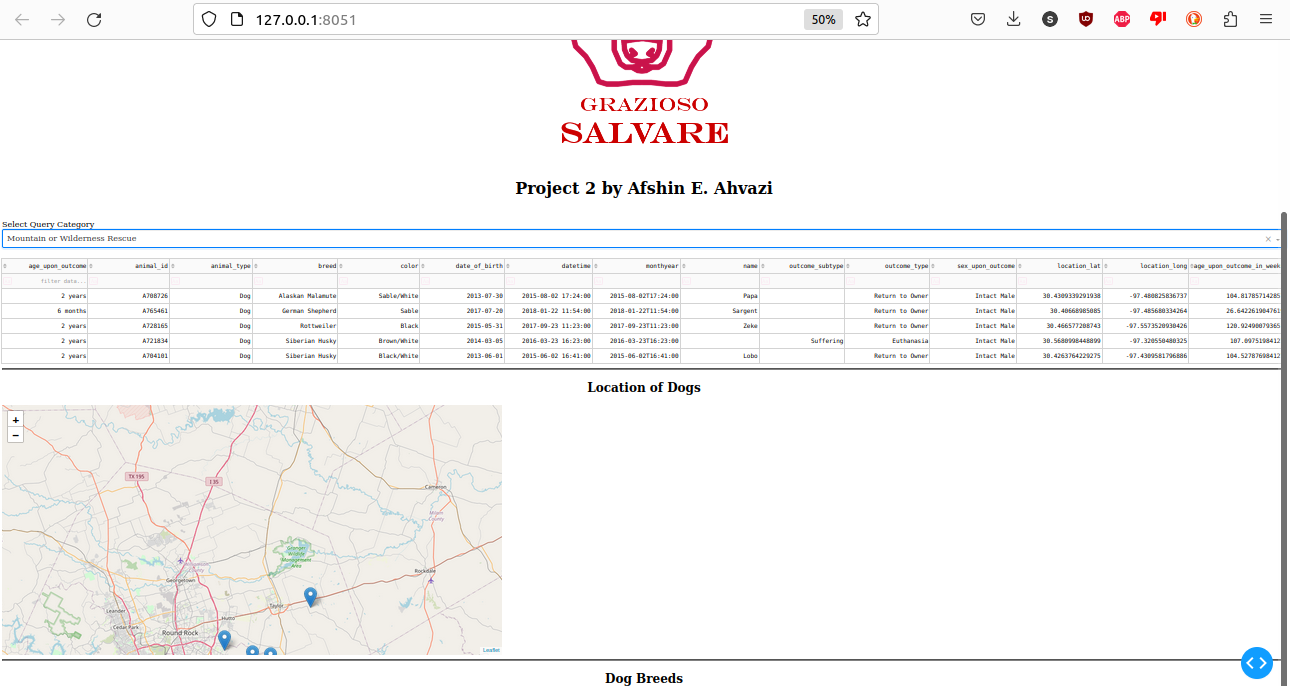 127.0.0.1:8051
50%
S
UD
ABP
GRAZIOSO
SALVARE
Project 2 by Afshin E. Ahvazi
Select Query Category
Mountain or Wilderness Rescue
age_upon_outcome animal_id animal_type breed color date_of_birth datetime monthyear name outcome_subtype outcome_type sex_upon_outcome location_lat location_long age_upon_outcome_in_week
filter data...
2 years A708726 Dog Alaskan Malamute Sable/White 2013-07-30 2015-08-02 17:24:00 2015-08-02T17:24:00 Papa Return to Owner Intact Male 30.4309339291938 -97.480825836737 104.81785714285
6 months A765461 Dog German Shepherd Sable 2017-07-20 2018-01-22 11:54:00 2018-01-22T11:54:00 Sargent Return to Owner Intact Male 30.40668985085 -97.485680334264 26.6422619047619
2 years A728165 Dog Rottweiler Black 2015-05-31 2017-09-23 11:23:00 2017-09-23T11:23:00 Zeke Return to Owner Intact Male 30.466577208743 -97.5573520930426 120.92490079365
2 years A721834 Dog Siberian Husky Brown/White 2014-03-05 2016-03-23 16:23:00 2016-03-23T16:23:00 Suffering Euthanasia Intact Male 30.5680998448899 -97.320550480325 107.0975198412
2 years A704101 Dog Siberian Husky Black/White 2013-06-01 2015-06-02 16:41:00 2015-06-02T16:41:00 Lobo Return to Owner Intact Male 30.4263764229275 -97.4309581796886 104.52787698412
Location of Dogs
+
−
TX 195
I 35
Cameron
Milam
County
Granger
Wildlife
Management
Area
Williamson
County
Georgetown
Rockdale
Taylor
Leander
Hutto
Cedar Park
Round Rock
Leaflet
Dog Breeds